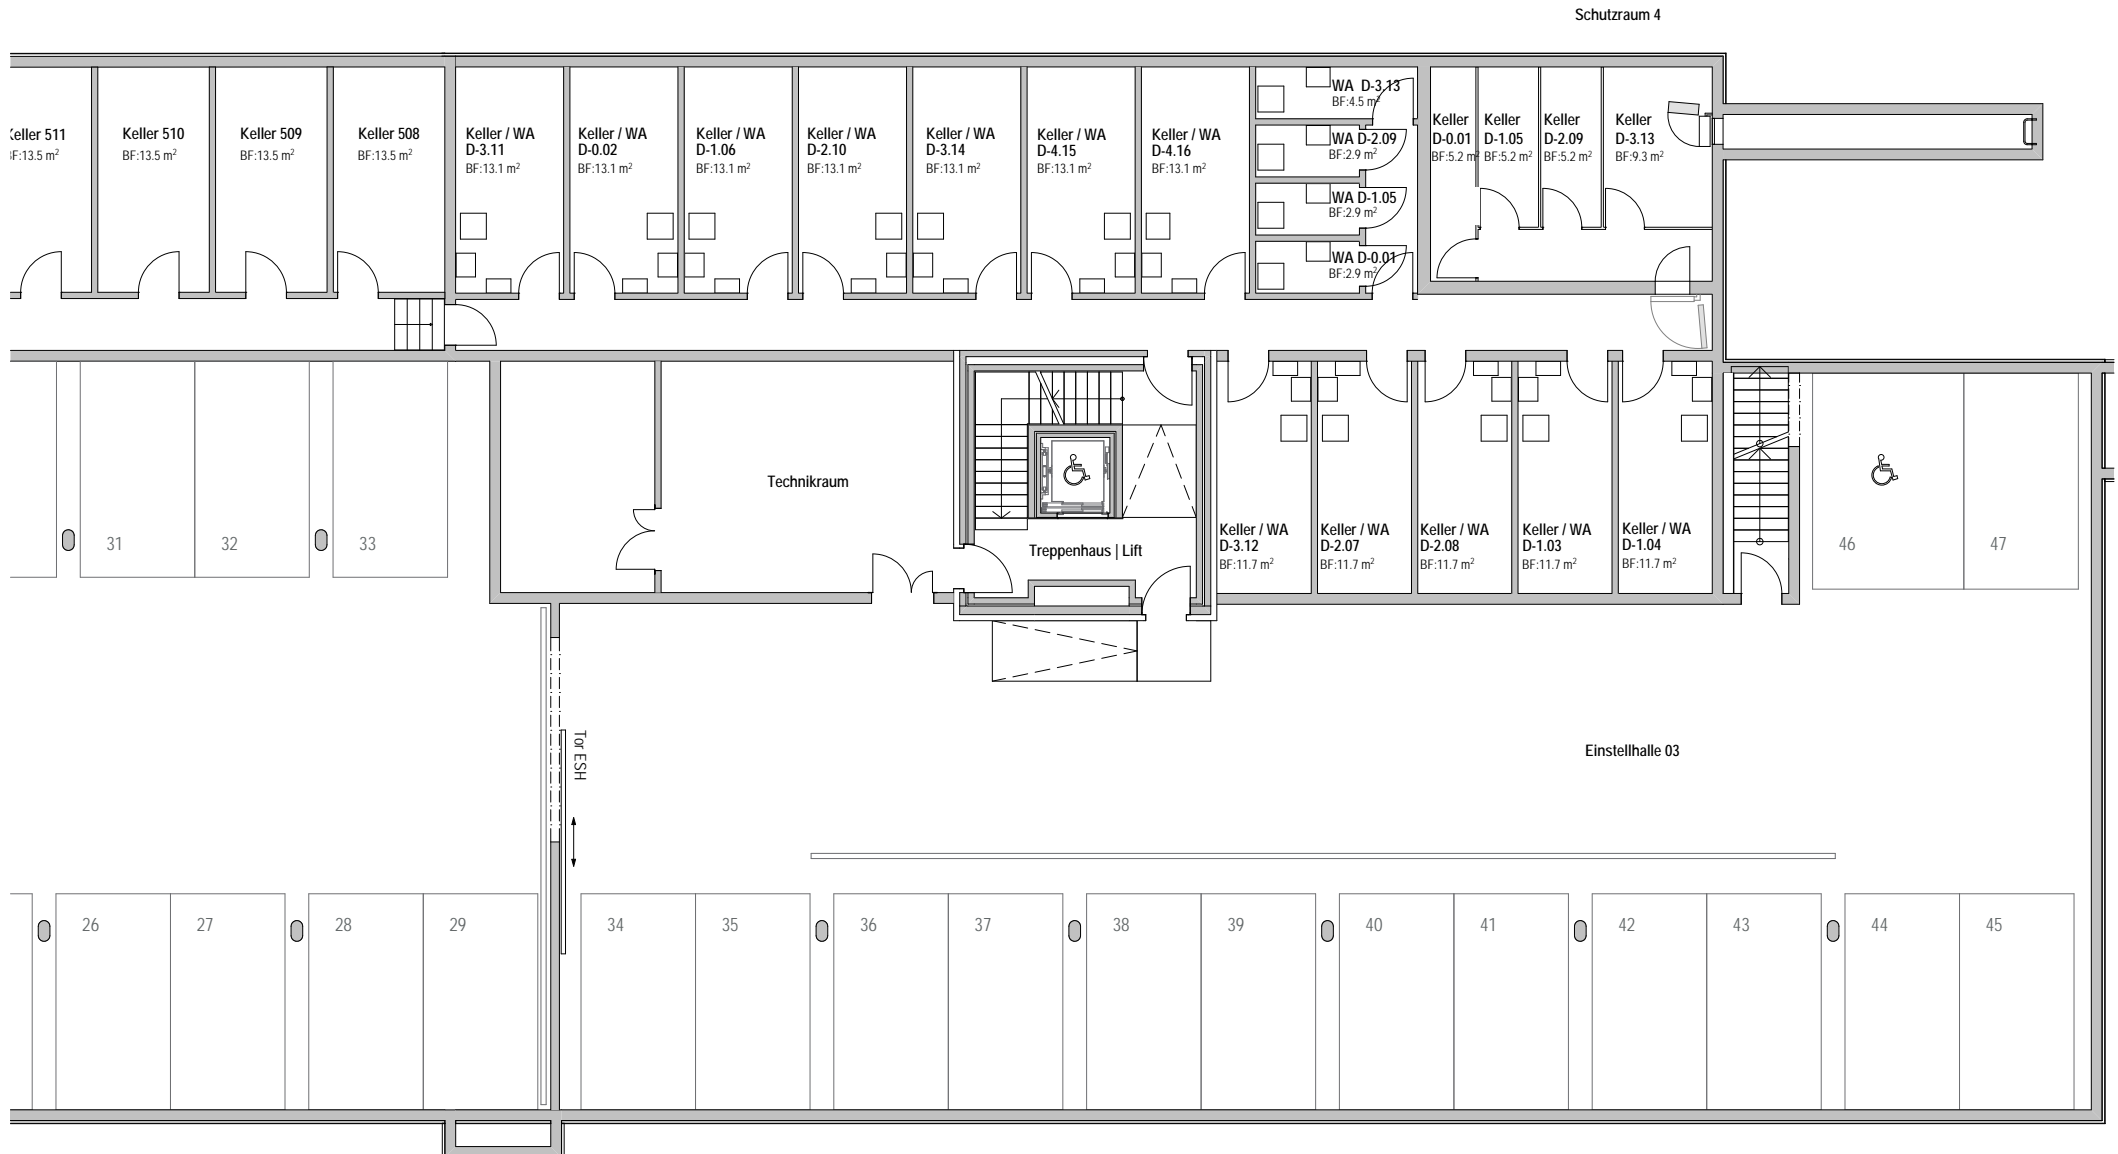 Schutzraum 4
Keller 511
BF:13.5 m²
Keller 510
BF:13.5 m²
Keller 509
BF:13.5 m²
Keller 508
BF:13.5 m²
Keller / WA
D-3.11
BF:13.1 m²
Keller / WA
D-0.02
BF:13.1 m²
Keller / WA
D-1.06
BF:13.1 m²
Keller / WA
D-2.10
BF:13.1 m²
Keller / WA
D-3.14
BF:13.1 m²
Keller / WA
D-4.15
BF:13.1 m²
Keller / WA
D-4.16
BF:13.1 m²
WA D-3.13
BF:4.5 m²
WA D-2.09
BF:2.9 m²
WA D-1.05
BF:2.9 m²
WA D-0.01
BF:2.9 m²
Keller
D-0.01
BF:5.2 m²
Keller
D-1.05
BF:5.2 m²
Keller
D-2.09
BF:5.2 m²
Keller
D-3.13
BF:9.3 m²
Technikraum
Treppenhaus | Lift
Keller / WA
D-3.12
BF:11.7 m²
Keller / WA
D-2.07
BF:11.7 m²
Keller / WA
D-2.08
BF:11.7 m²
Keller / WA
D-1.03
BF:11.7 m²
Keller / WA
D-1.04
BF:11.7 m²
31
32
33
46
47
Tor ESH
Einstellhalle 03
26
27
28
29
34
35
36
37
38
39
40
41
42
43
44
45